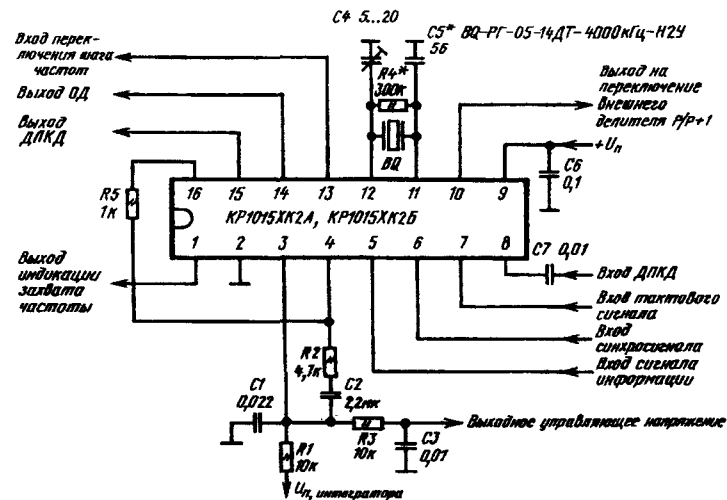 C4 5...20
C5* BQ-РГ-05-14ДТ-4000кГц-Н2У
56
Вход перек-
лючения шага
частот
R4*
300к
Выход ОД
Выход
ДПКД
BQ
Выход на
переключение
внешнего
делителя P/P+1
+Uп
C6
0,1
R5
1к
16 15 14 13 12 11 10 9
КР1015ХК2А, КР1015ХК2Б
1 2 3 4 5 6 7 8
C7 0,01
Вход ДПКД
Выход
индикации
захвата
частоты
Вход тактового
сигнала
Вход
синхросигнала
Вход сигнала
информации
R2
4,7к
C2
2,2мк
C1
0,022
R1
10к
R3
10к
C3
0,01
Выходное управляющее напряжение
Uп, интегратора